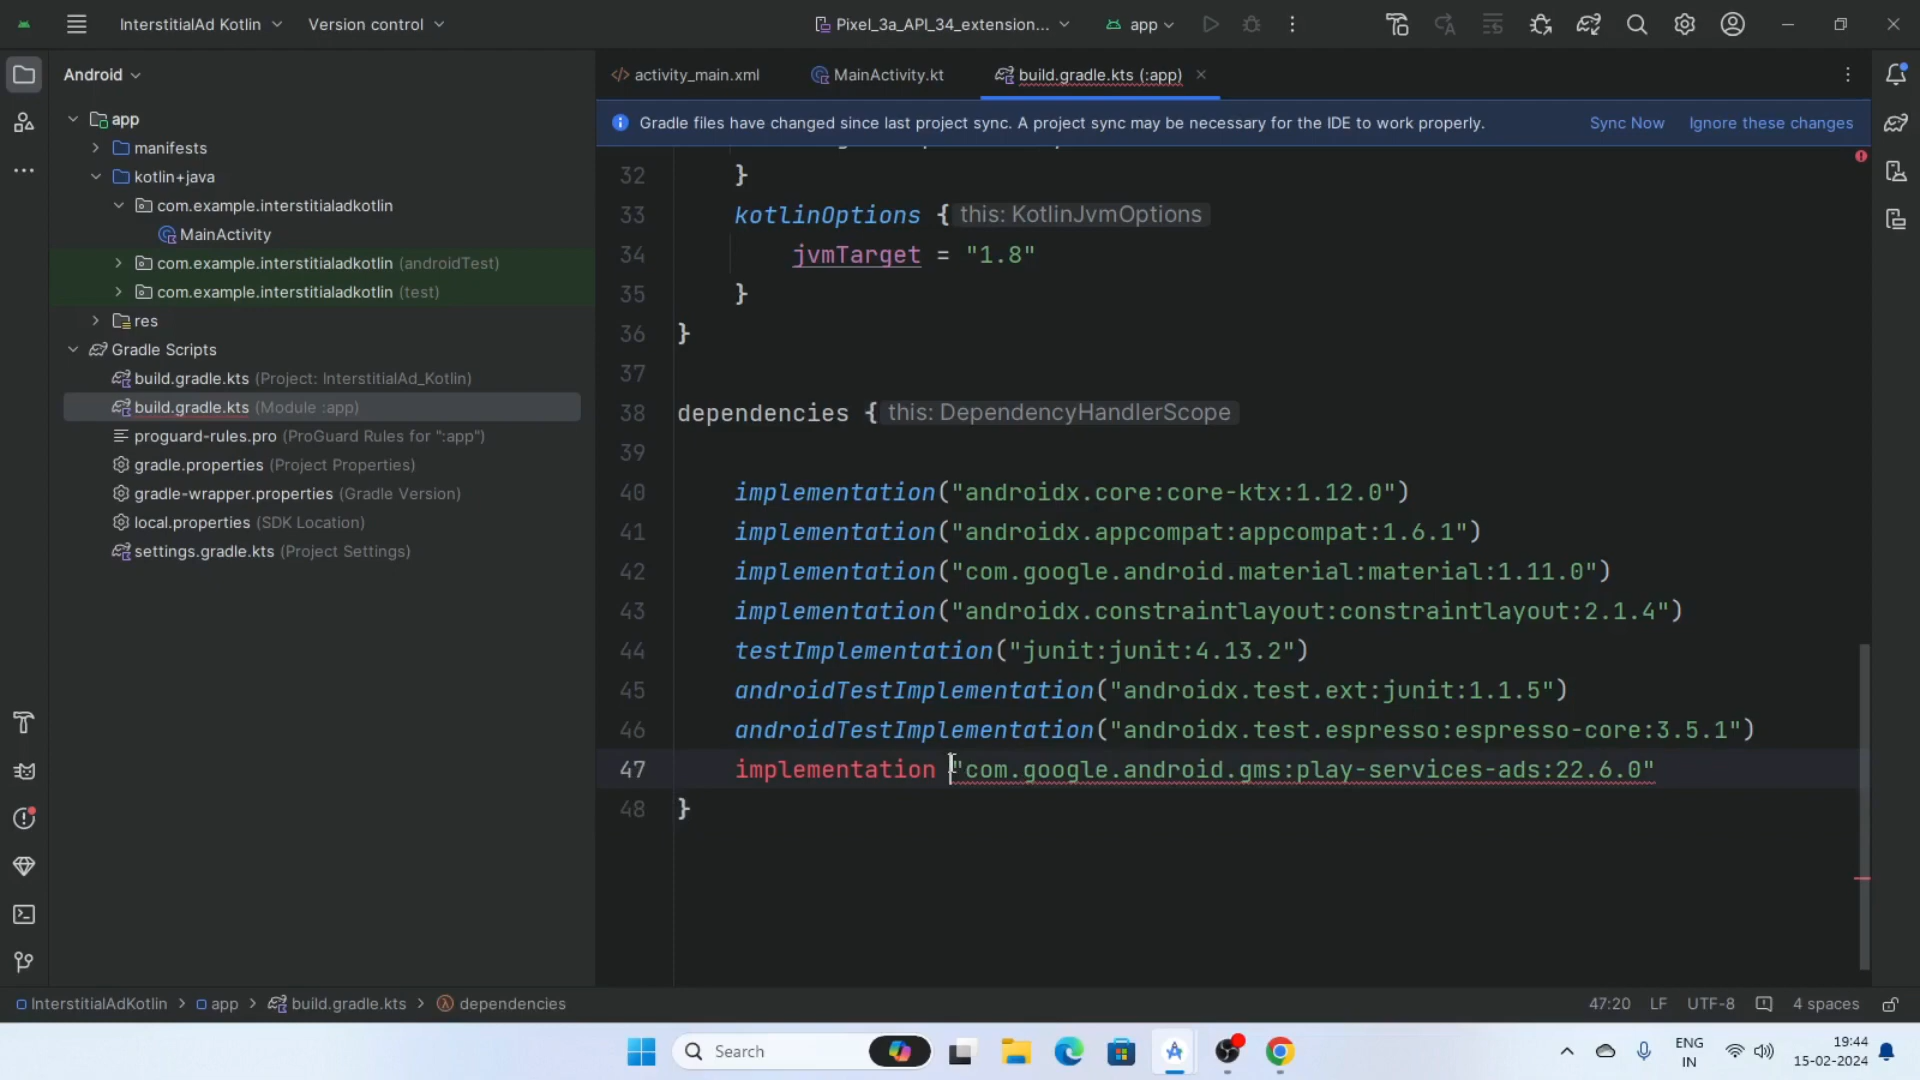 InterstitialAd Kotlin
Version control
Pixel_3a_API_34_extension...
app
Android
app
manifests
kotlin+java
com.example.interstitialadkotlin
MainActivity
com.example.interstitialadkotlin (androidTest)
com.example.interstitialadkotlin (test)
res
Gradle Scripts
build.gradle.kts (Project: InterstitialAd_Kotlin)
build.gradle.kts (Module :app)
proguard-rules.pro (ProGuard Rules for ":app")
gradle.properties (Project Properties)
gradle-wrapper.properties (Gradle Version)
local.properties (SDK Location)
settings.gradle.kts (Project Settings)
activity_main.xml
MainActivity.kt
build.gradle.kts (:app)
Gradle files have changed since last project sync. A project sync may be necessary for the IDE to work properly.
Sync Now
Ignore these changes
32 }
33 kotlinOptions { this: KotlinJvmOptions
34 jvmTarget = "1.8"
35 }
36 }
37
38 dependencies { this: DependencyHandlerScope
39
40 implementation("androidx.core:core-ktx:1.12.0")
41 implementation("androidx.appcompat:appcompat:1.6.1")
42 implementation("com.google.android.material:material:1.11.0")
43 implementation("androidx.constraintlayout:constraintlayout:2.1.4")
44 testImplementation("junit:junit:4.13.2")
45 androidTestImplementation("androidx.test.ext:junit:1.1.5")
46 androidTestImplementation("androidx.test.espresso:espresso-core:3.5.1")
47 implementation "com.google.android.gms:play-services-ads:22.6.0"
48 }
InterstitialAdKotlin > app > build.gradle.kts > dependencies
47:20 LF UTF-8 4 spaces
Search
ENG
IN
19:44
15-02-2024